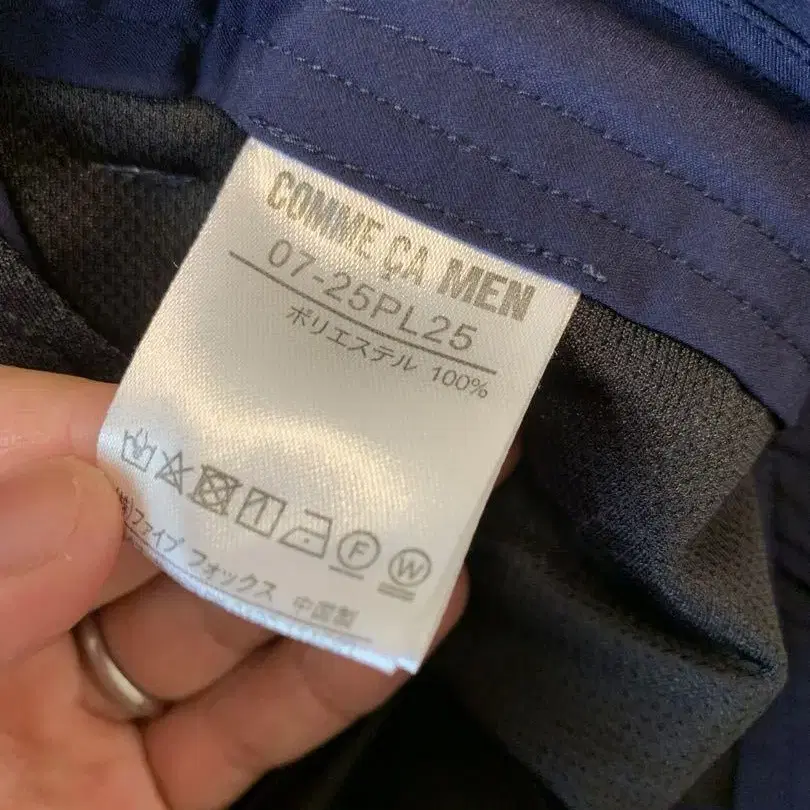 COMME ÇA MEN
07-25PL25
ポリエステル 100%
F W
(株)ファイブ フォックス 中国製